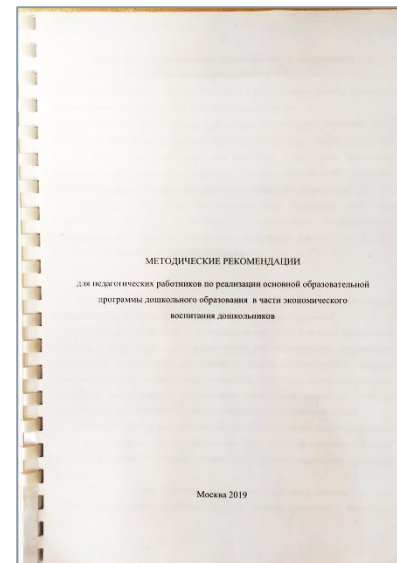 МЕТОДИЧЕСКИЕ РЕКОМЕНДАЦИИ
для педагогических работников по реализации основной образовательной
программы дошкольного образования в части экономического
воспитания дошкольников
Москва 2019